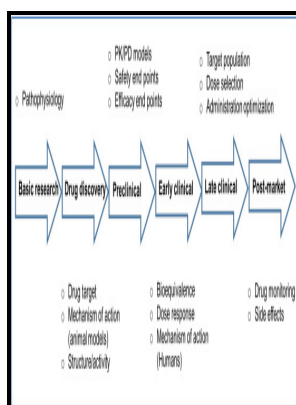 ○ PK/PD models
○ Safety end points
○ Efficacy end points
○ Target population
○ Dose selection
○ Administration optimization
○ Pathophysiology
Basic research
Drug discovery
Preclinical
Early clinical
Late clinical
Post-market
○ Drug target
○ Mechanism of action
(animal models)
○ Structure/activity
○ Bioequivalence
○ Dose response
○ Mechanism of action
(Humans)
○ Drug monitoring
○ Side effects